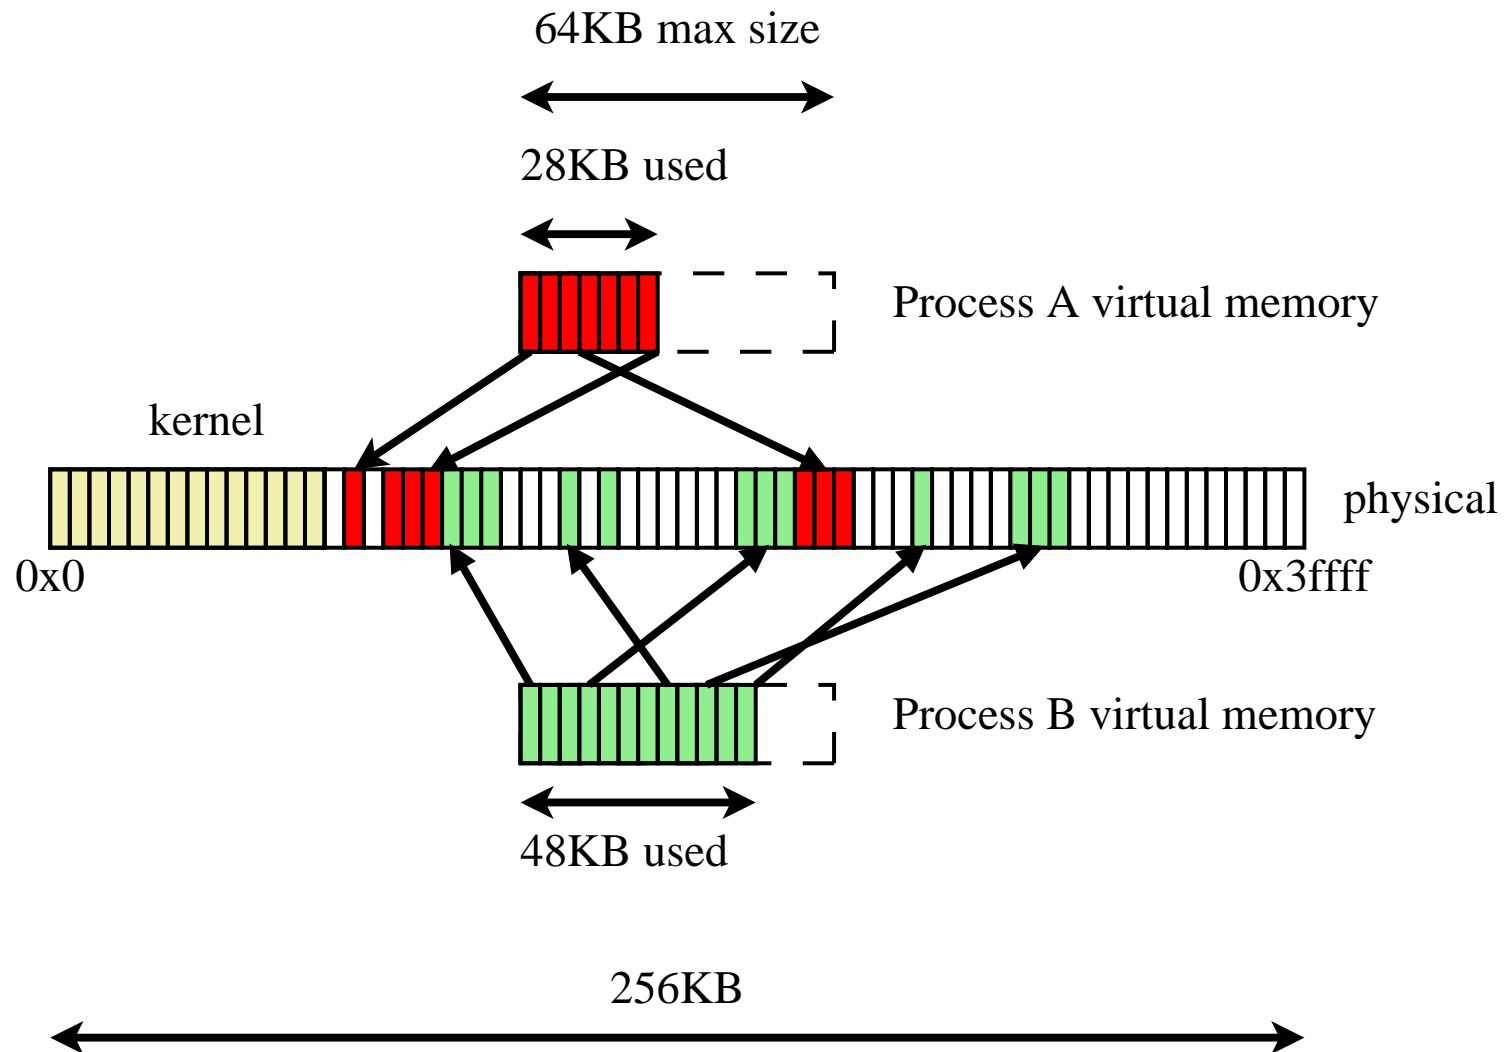 64KB max size
28KB used
Process A virtual memory
kernel
physical
0x0
0x3ffff
Process B virtual memory
48KB used
256KB